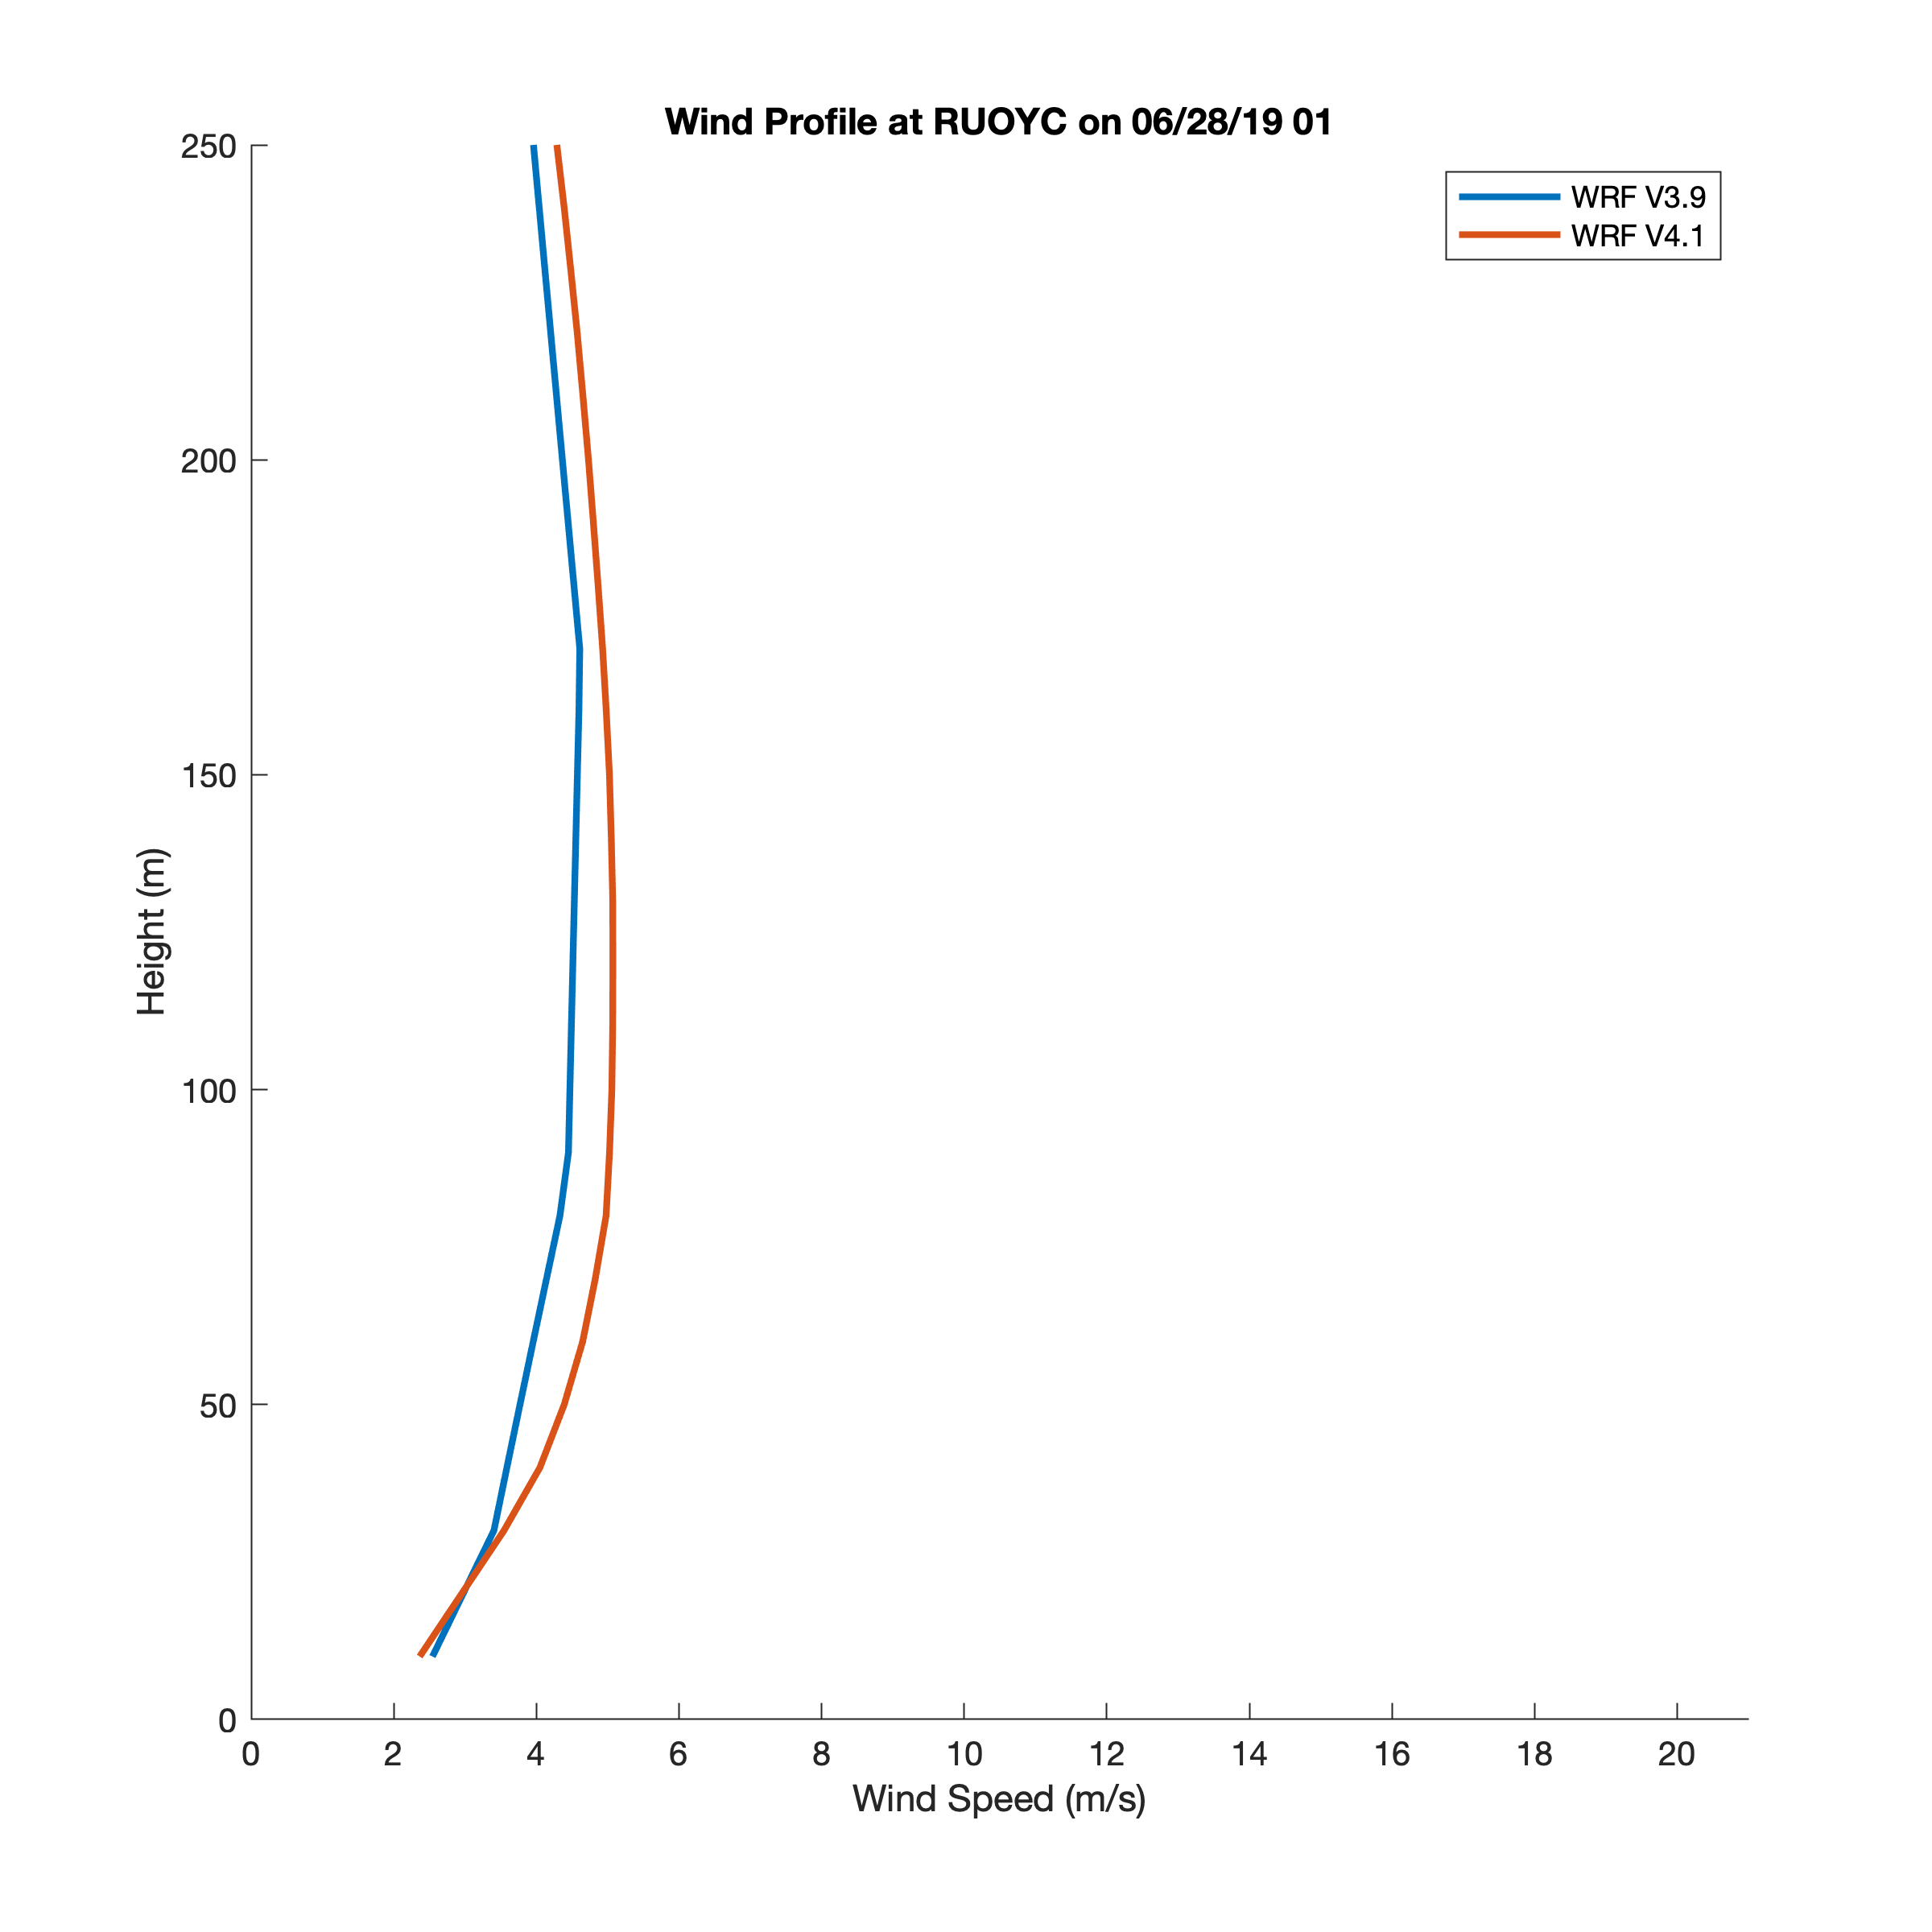 Wind Profile at RUOYC on 06/28/19 01
WRF V3.9
WRF V4.1
250
200
150
100
50
0
Height (m)
0 2 4 6 8 10 12 14 16 18 20
Wind Speed (m/s)